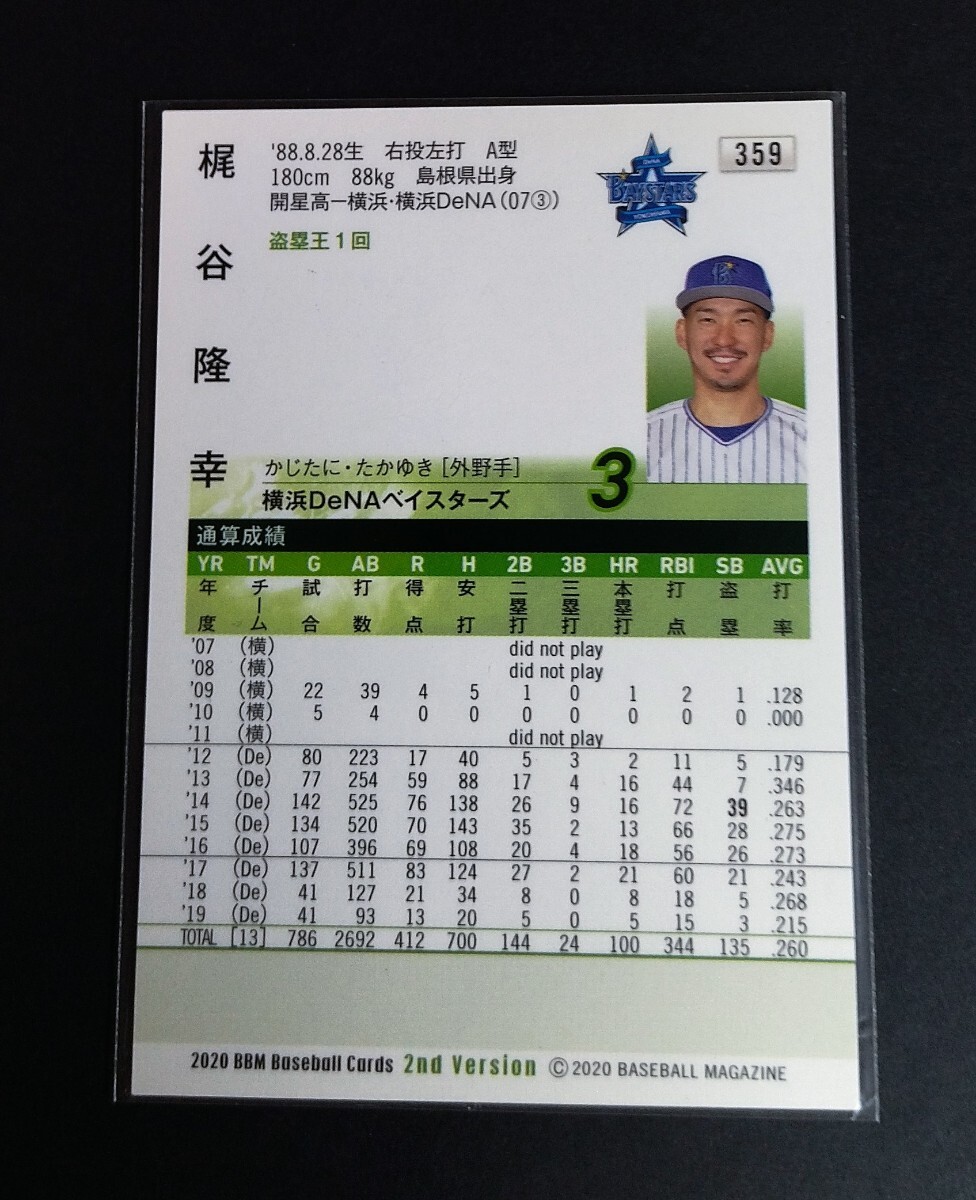 梶谷隆幸
'88.8.28生 右投左打 A型
180cm 88kg 島根県出身
開星高ー横浜・横浜DeNA(07③)
盗塁王1回
DeNA
BAYSTARS
YOKOHAMA
359
かじたに・たかゆき [外野手]
横浜DeNAベイスターズ
3
通算成績
YR TM G AB R H 2B 3B HR RBI SB AVG
年度 チーム 試合 打数 得点 安打 二塁打 三塁打 本塁打 打点 盗塁 打率
'07 (横) did not play
'08 (横) did not play
'09 (横) 22 39 4 5 1 0 1 2 1 .128
'10 (横) 5 4 0 0 0 0 0 0 0 .000
'11 (横) did not play
'12 (De) 80 223 17 40 5 3 2 11 5 .179
'13 (De) 77 254 59 88 17 4 16 44 7 .346
'14 (De) 142 525 76 138 26 9 16 72 39 .263
'15 (De) 134 520 70 143 35 2 13 66 28 .275
'16 (De) 107 396 69 108 20 4 18 56 26 .273
'17 (De) 137 511 83 124 27 2 21 60 21 .243
'18 (De) 41 127 21 34 8 0 8 18 5 .268
'19 (De) 41 93 13 20 5 0 5 15 3 .215
TOTAL [13] 786 2692 412 700 144 24 100 344 135 .260
2020 BBM Baseball Cards 2nd Version ©2020 BASEBALL MAGAZINE